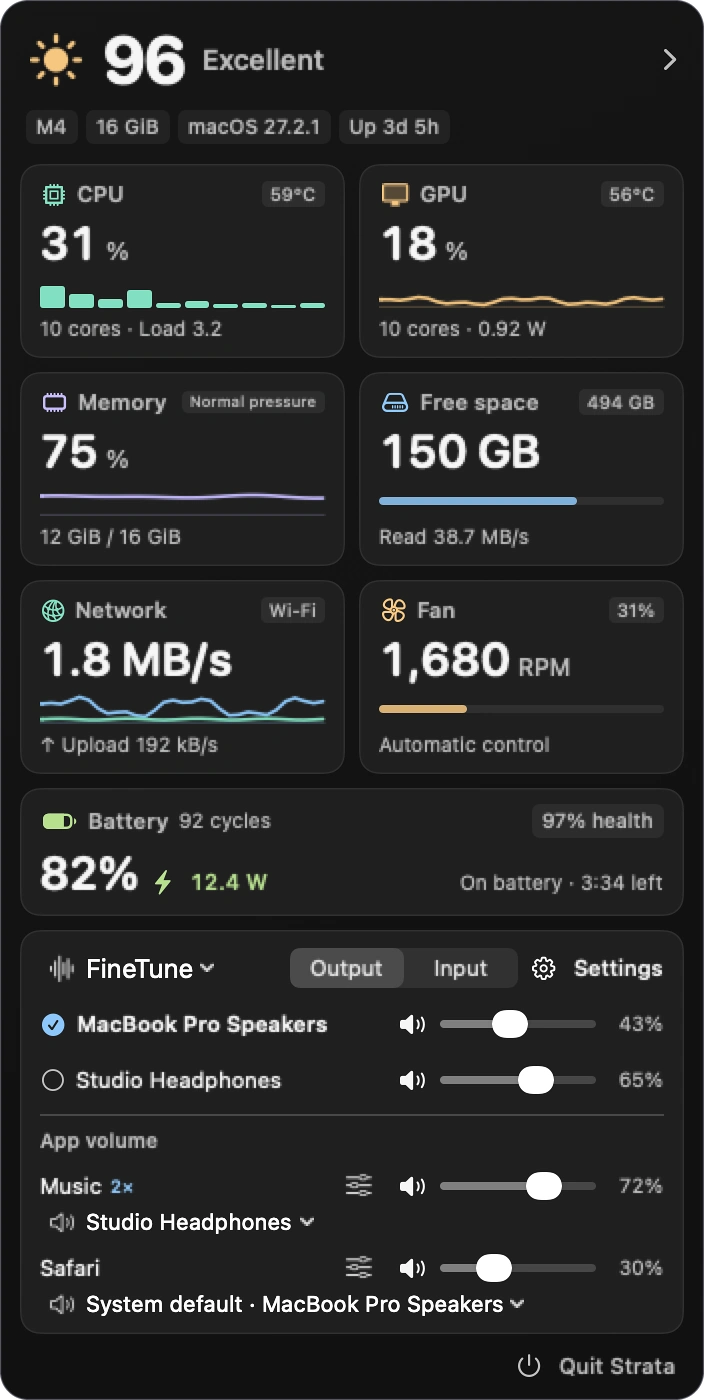 96 Excellent
M4 16 GiB macOS 27.2.1 Up 3d 5h
CPU 59°C
31 %
10 cores · Load 3.2
GPU 56°C
18 %
10 cores · 0.92 W
Memory Normal pressure
75 %
12 GiB / 16 GiB
Free space 494 GB
150 GB
Read 38.7 MB/s
Network Wi-Fi
1.8 MB/s
↑ Upload 192 kB/s
Fan 31%
1,680 RPM
Automatic control
Battery 92 cycles 97% health
82% 12.4 W On battery · 3:34 left
FineTune Output Input Settings
MacBook Pro Speakers 43%
Studio Headphones 65%
App volume
Music 2× 72%
Studio Headphones
Safari 30%
System default · MacBook Pro Speakers
Quit Strata